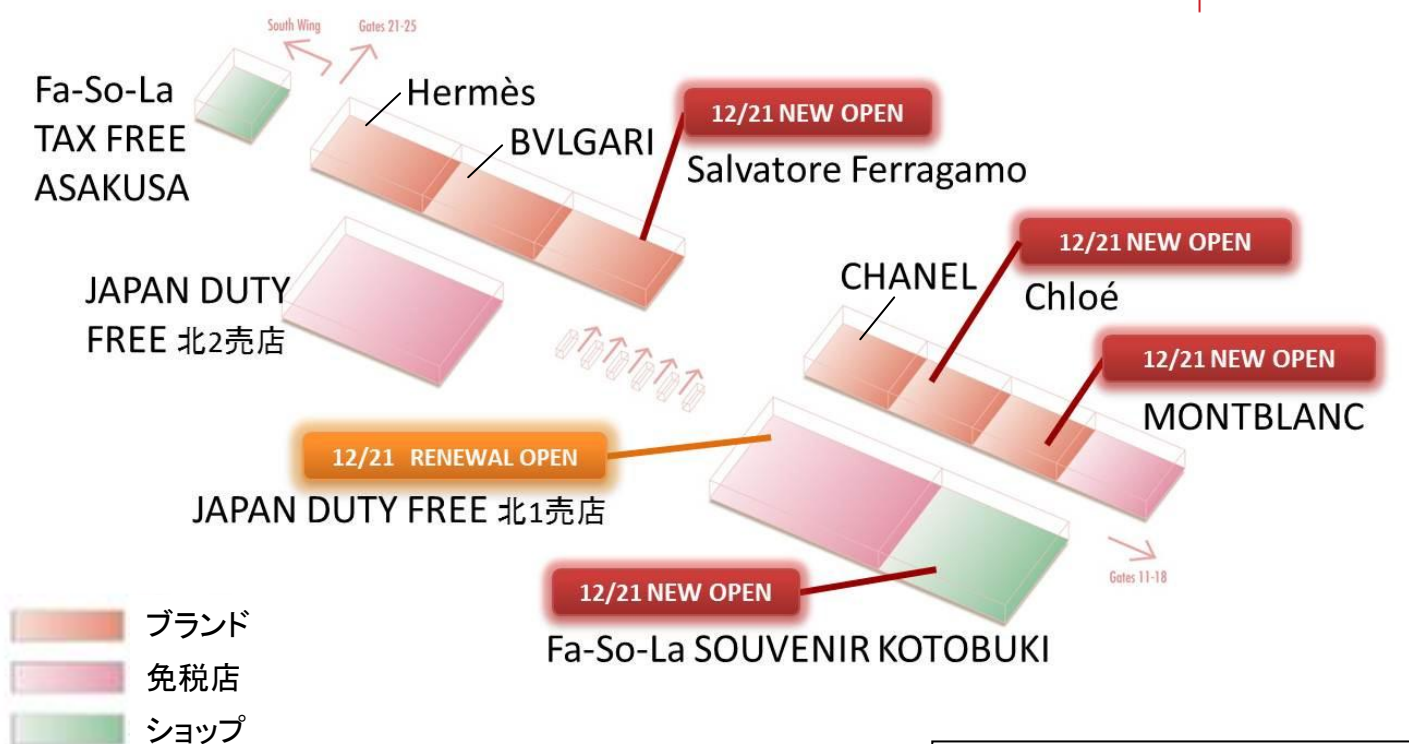 South Wing
Gates 21-25
Fa-So-La
TAX FREE
ASAKUSA
Hermès
BVLGARI
12/21 NEW OPEN
Salvatore Ferragamo
JAPAN DUTY
FREE 北2売店
CHANEL
12/21 NEW OPEN
Chloé
12/21 NEW OPEN
MONTBLANC
12/21 RENEWAL OPEN
JAPAN DUTY FREE 北1売店
Gates 11-18
12/21 NEW OPEN
Fa-So-La SOUVENIR KOTOBUKI
ブランド
免税店
ショップ